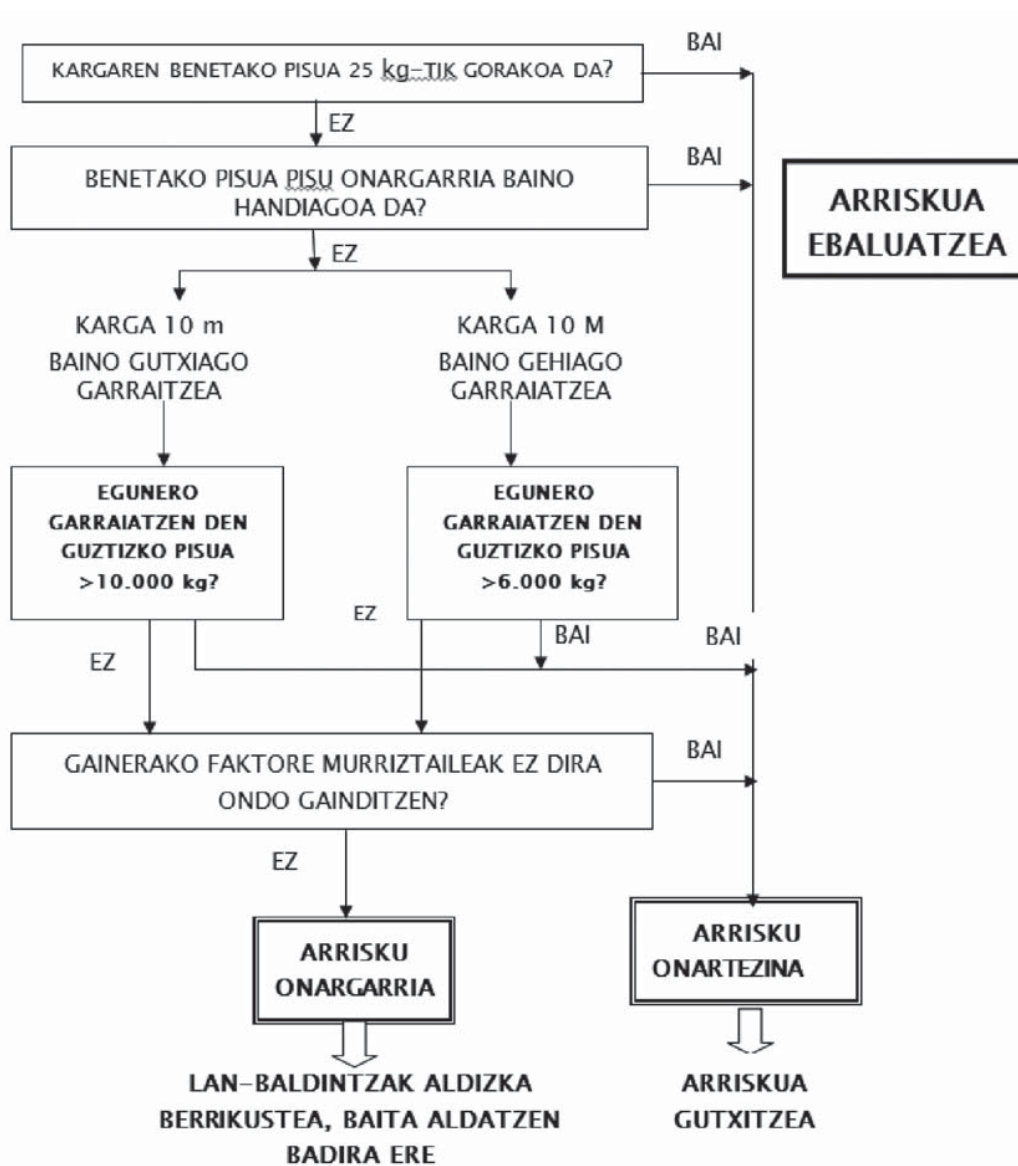 BAI
KARGAREN BENETAKO PISUA 25 kg-TIK GORAKOA DA?
EZ
BAI
BENETAKO PISUA PISU ONARGARRIA BAINO
HANDIAGOA DA?
ARRISKUA
EBALUATZEA
EZ
KARGA 10 m
BAINO GUTXIAGO
GARRAITZEA
KARGA 10 M
BAINO GEHIAGO
GARRAIATZEA
EGUNERO
GARRAIATZEN DEN
GUZTIZKO PISUA
>10.000 kg?
EGUNERO
GARRAIATZEN DEN
GUZTIZKO PISUA
>6.000 kg?
EZ
BAI
BAI
EZ
GAINERAKO FAKTORE MURRIZTAILEAK EZ DIRA
ONDO GAINDITZEN?
BAI
EZ
ARRISKU
ONARGARRIA
ARRISKU
ONARTEZINA
LAN-BALDINTZAK ALDIZKA
BERRIKUSTEA, BAITA ALDATZEN
BADIRA ERE
ARRISKUA
GUTXITZEA